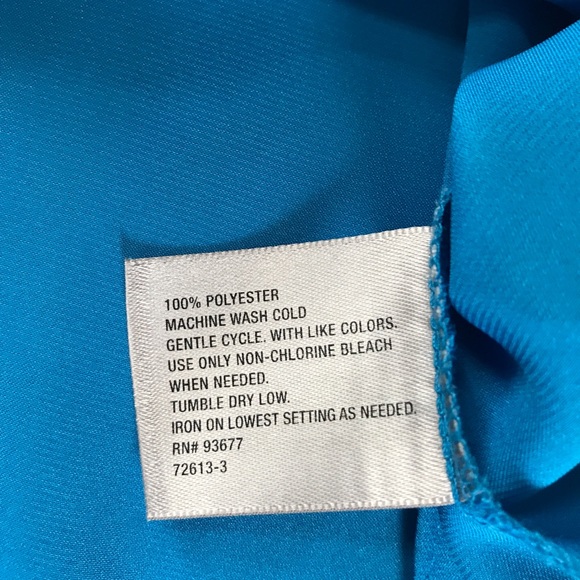 100% POLYESTER
MACHINE WASH COLD
GENTLE CYCLE. WITH LIKE COLORS.
USE ONLY NON-CHLORINE BLEACH
WHEN NEEDED.
TUMBLE DRY LOW.
IRON ON LOWEST SETTING AS NEEDED.
RN# 93677
72613-3